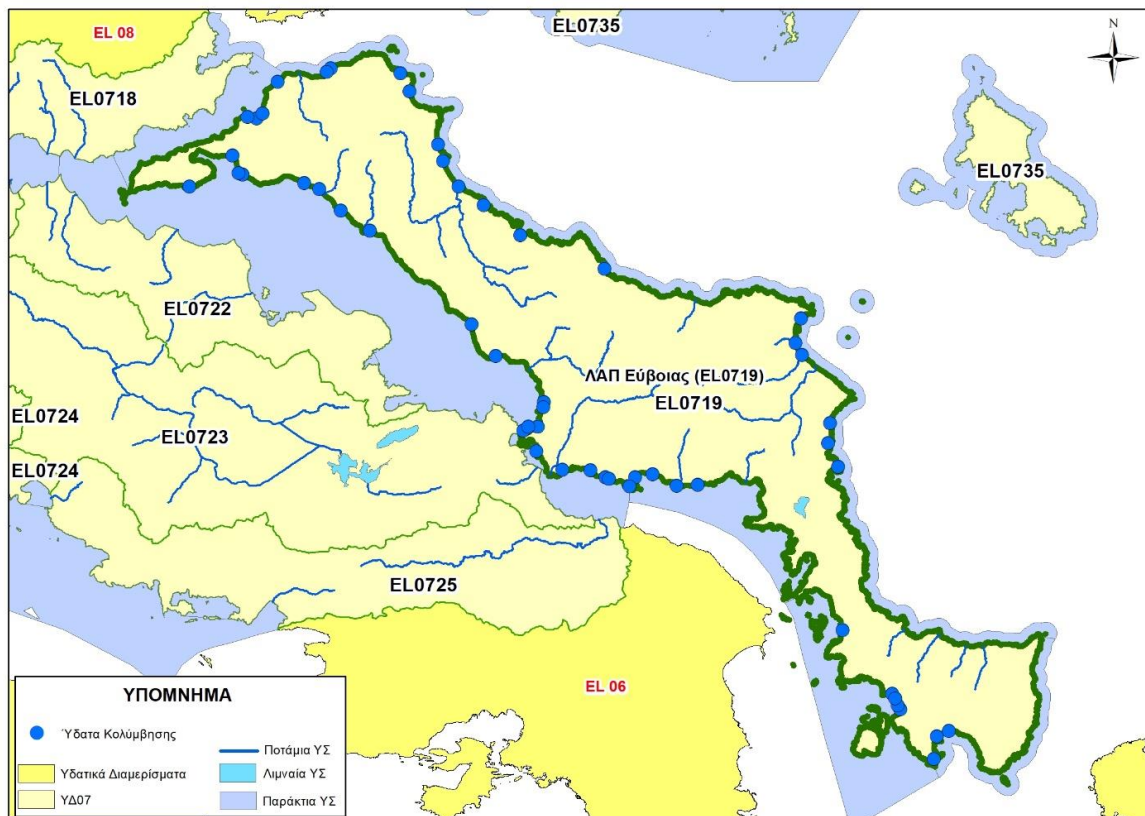 EL0735
EL 08
N
EL0718
EL0735
EL0722
ΛΑΠ Εύβοιας (EL0719)
EL0719
EL0724
EL0723
EL0724
EL0725
EL 06
ΥΠΟΜΝΗΜΑ
Ύδατα Κολύμβησης
Ποτάμια ΥΣ
Υδατικά Διαμερίσματα
Λιμναία ΥΣ
ΥΔ07
Παράκτια ΥΣ